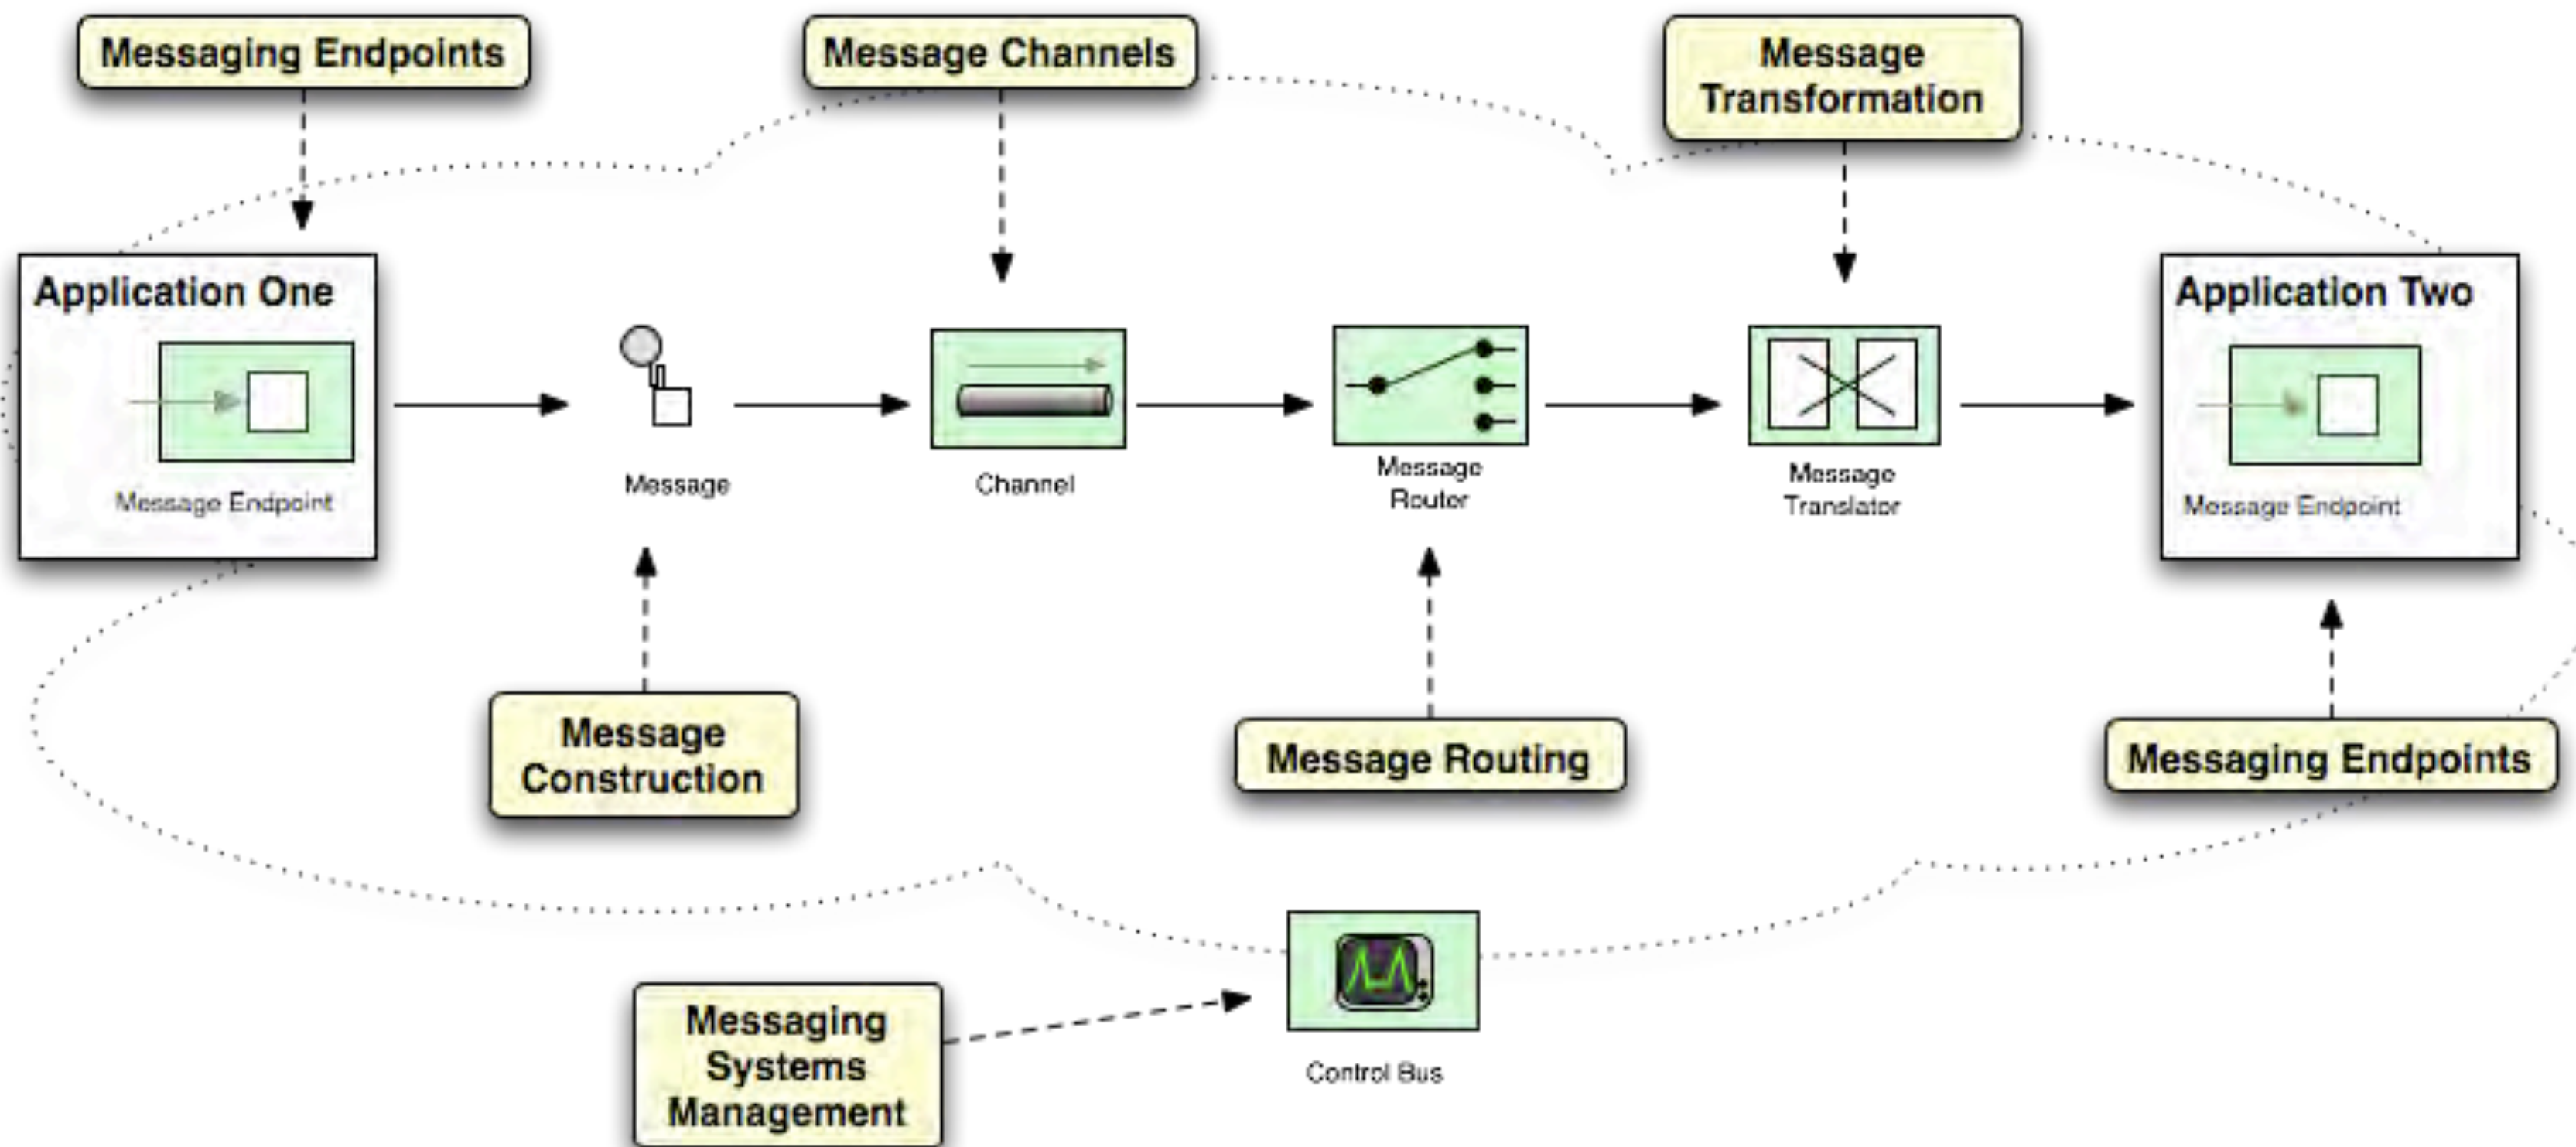 Messaging Endpoints
Message Channels
Message
Transformation
Application One
Message Endpoint
Message
Channel
Message
Router
Message
Translator
Application Two
Message Endpoint
Message
Construction
Message Routing
Messaging Endpoints
Messaging
Systems
Management
Control Bus